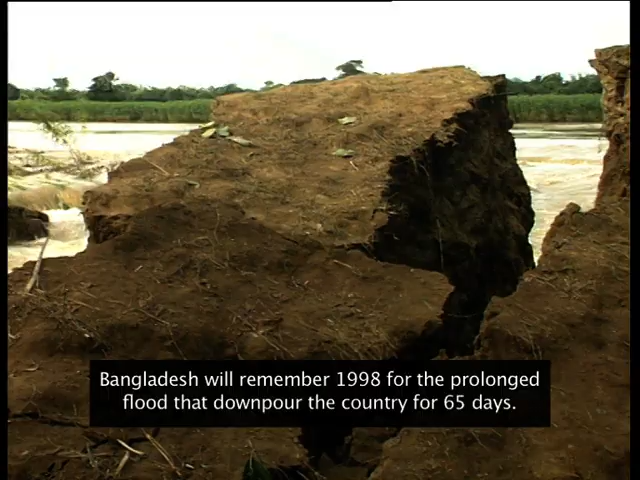 Bangladesh will remember 1998 for the prolonged
flood that downpour the country for 65 days.